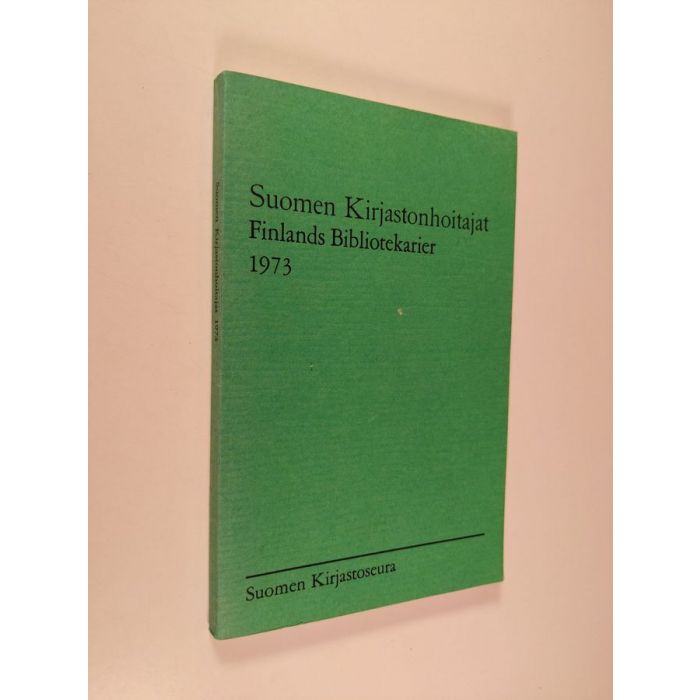 Suomen Kirjastonhoitajat
Finlands Bibliotekarier
1973
Suomen Kirjastoseura
Suomen Kirjastonhoitajat 1973